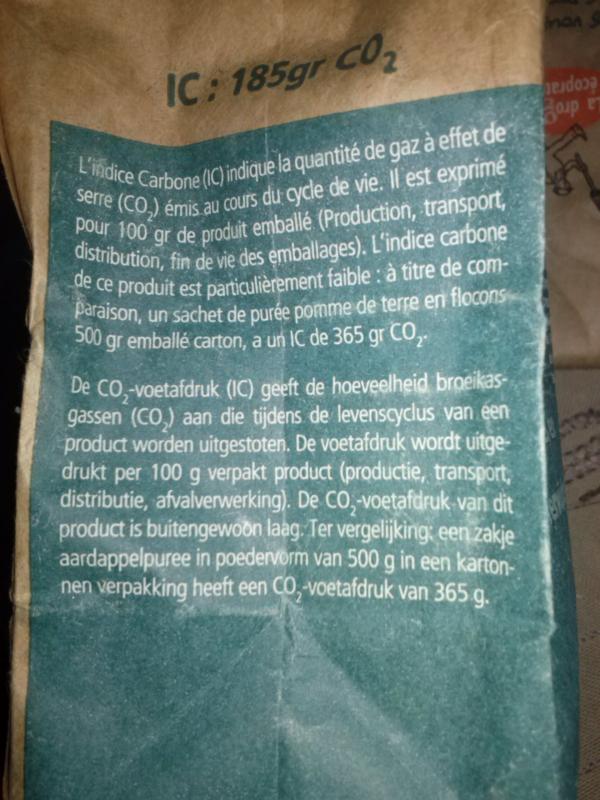 IC : 185gr CO₂
L'indice Carbone (IC) indique la quantité de gaz à effet de
serre (CO₂) émis au cours du cycle de vie. Il est exprimé
pour 100 gr de produit emballé (Production, transport,
distribution, fin de vie des emballages). L'indice carbone
de ce produit est particulièrement faible : à titre de com-
paraison, un sachet de purée pomme de terre en flocons
500 gr emballé carton, a un IC de 365 gr CO₂.
De CO₂-voetafdruk (IC) geeft de hoeveelheid broeikas-
gassen (CO₂) aan die tijdens de levenscyclus van een
product worden uitgestoten. De voetafdruk wordt uitge-
drukt per 100 g verpakt product (productie, transport,
distributie, afvalverwerking). De CO₂-voetafdruk van dit
product is buitengewoon laag. Ter vergelijking: een zakje
aardappelpuree in poedervorm van 500 g in een karton-
nen verpakking heeft een CO₂-voetafdruk van 365 g.